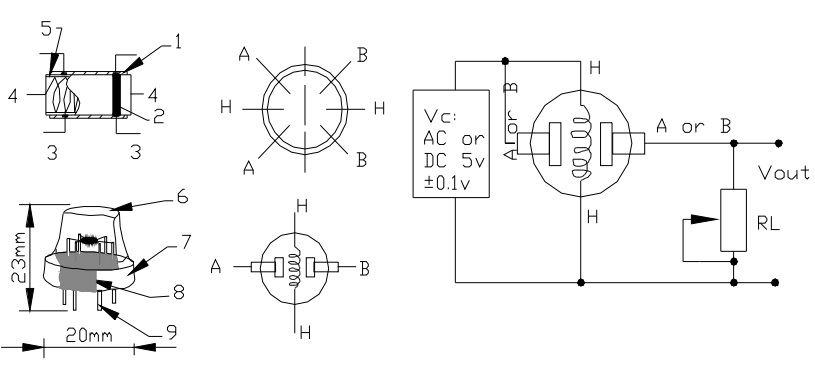 5
1
4
4
2
3
3
A
B
H
H
A
B
6
7
8
9
23mm
20mm
H
A
B
H
Vc:
AC or
DC 5v
±0.1v
H
A or B
A or B
H
Vout
RL